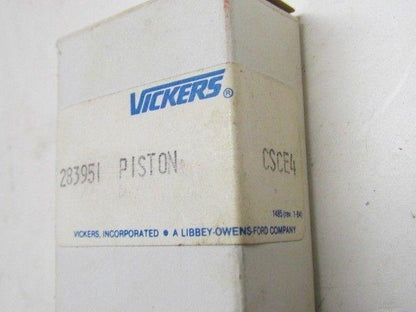 VICKERS®
283951 PISTON CSCE4
1485 (rev. 1-84)
VICKERS, INCORPORATED ● A LIBBEY-OWENS-FORD COMPANY